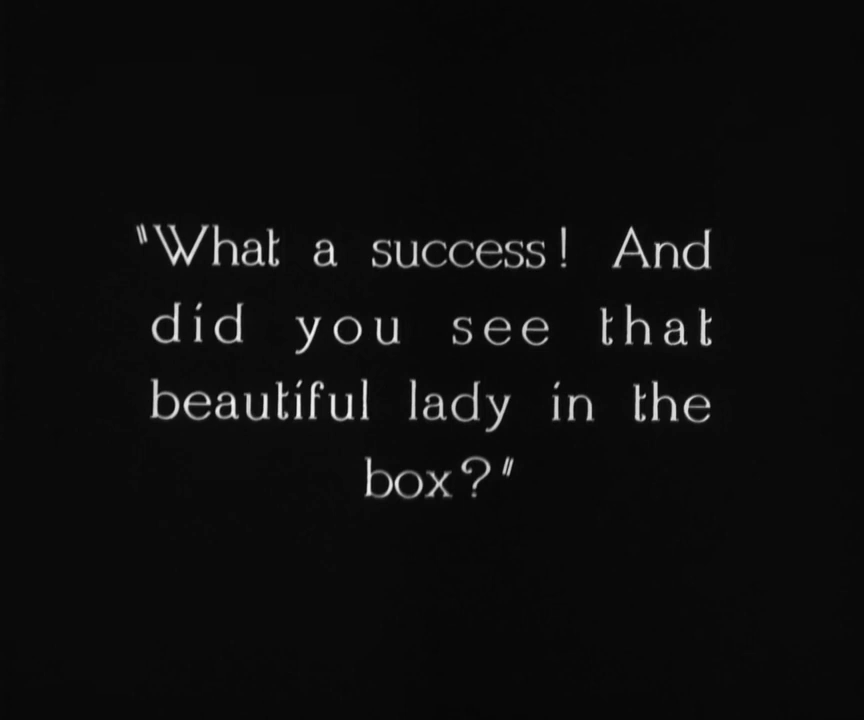 "What a success! And
did you see that
beautiful lady in the
box?"